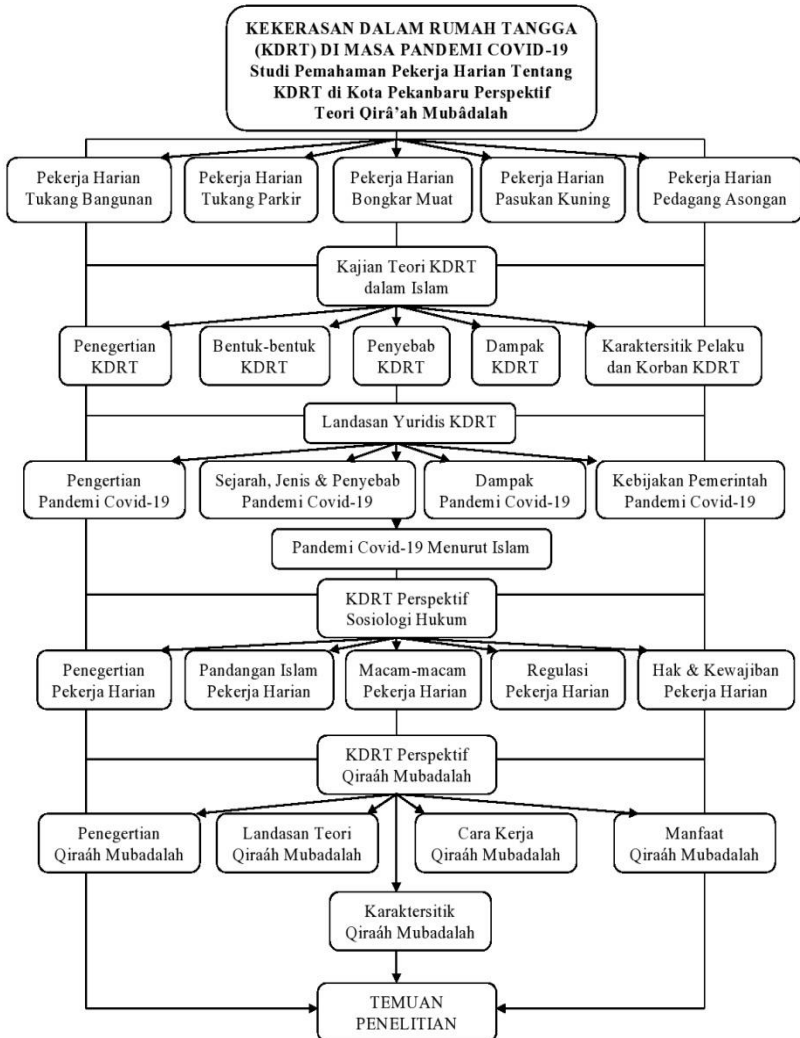 KEKERASAN DALAM RUMAH TANGGA
(KDRT) DI MASA PANDEMI COVID-19
Studi Pemahaman Pekerja Harian Tentang
KDRT di Kota Pekanbaru Perspektif
Teori Qirâ'ah Mubâdalah
Pekerja Harian
Tukang Bangunan
Pekerja Harian
Tukang Parkir
Pekerja Harian
Bongkar Muat
Pekerja Harian
Pasukan Kuning
Pekerja Harian
Pedagang Asongan
Kajian Teori KDRT
dalam Islam
Penegertian
KDRT
Bentuk-bentuk
KDRT
Penyebab
KDRT
Dampak
KDRT
Karaktersitik Pelaku
dan Korban KDRT
Landasan Yuridis KDRT
Pengertian
Pandemi Covid-19
Sejarah, Jenis & Penyebab
Pandemi Covid-19
Dampak
Pandemi Covid-19
Kebijakan Pemerintah
Pandemi Covid-19
Pandemi Covid-19 Menurut Islam
KDRT Perspektif
Sosiologi Hukum
Penegertian
Pekerja Harian
Pandangan Islam
Pekerja Harian
Macam-macam
Pekerja Harian
Regulasi
Pekerja Harian
Hak & Kewajiban
Pekerja Harian
KDRT Perspektif
Qiraáh Mubadalah
Penegertian
Qiraáh Mubadalah
Landasan Teori
Qiraáh Mubadalah
Cara Kerja
Qiraáh Mubadalah
Manfaat
Qiraáh Mubadalah
Karaktersitik
Qiraáh Mubadalah
TEMUAN
PENELITIAN